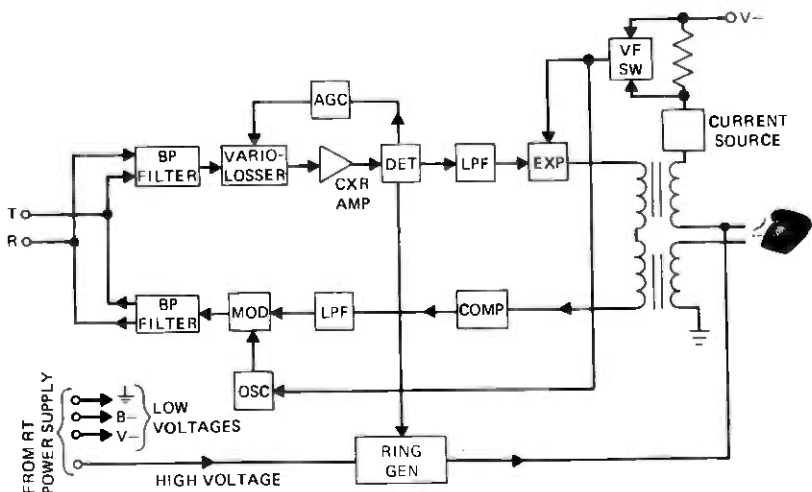 V–
VF
SW
AGC
CURRENT
SOURCE
BP
FILTER
VARIO-
LOSSER
CXR
AMP
DET
LPF
EXP
T
R
BP
FILTER
MOD
LPF
COMP
OSC
FROM RT
POWER SUPPLY
B–
V–
LOW
VOLTAGES
HIGH VOLTAGE
RING
GEN